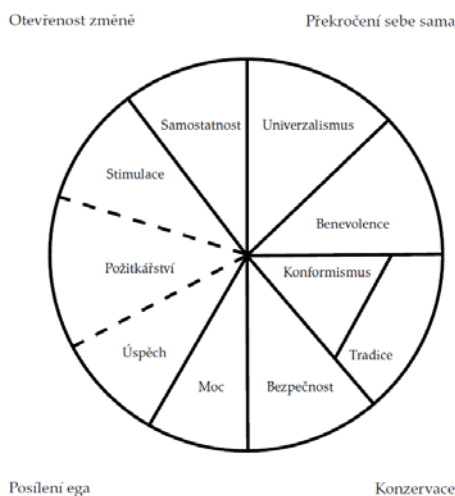 Otevřenost změně
Překročení sebe sama
Samostatnost
Univerzalismus
Stimulace
Benevolence
Požitkářství
Konformismus
Úspěch
Tradice
Moc
Bezpečnost
Posílení ega
Konzervace